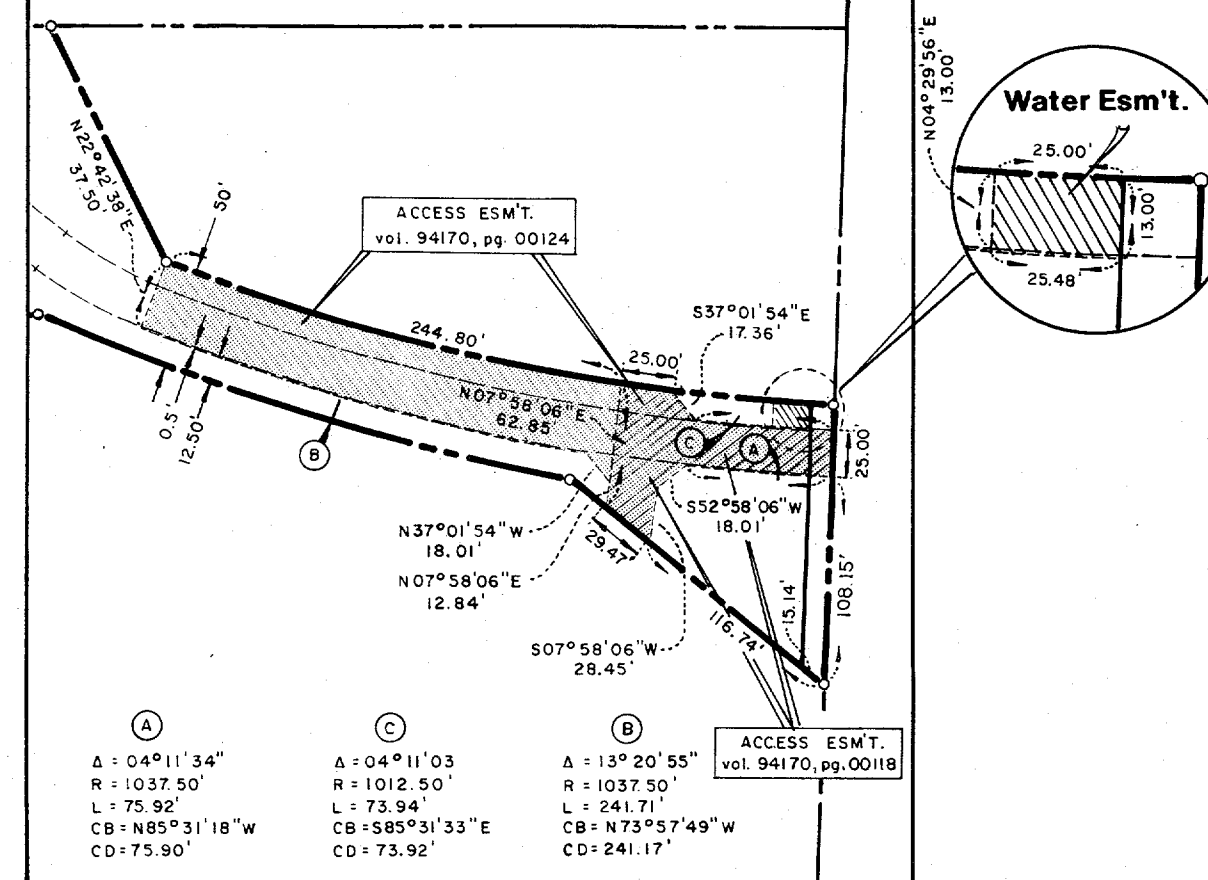 N04°29'56"E
13.00'
Water Esm't.
25.00'
13.00
25.48'
N22°42'38"E
37.50'
50'
ACCESS ESM'T.
vol. 94170, pg. 00124
S37°01'54"E
17.36'
244.80'
25.00'
N07°58'06"E
62.85
0.5'
12.50'
B
C
A
25.00
S52°58'06"W
18.01'
N37°01'54"W
18.01'
29.47'
N07°58'06"E
12.84'
15.14'
108.15'
116.74'
S07°58'06"W
28.45'
ACCESS ESM'T.
vol. 94170, pg.00118
A
Δ = 04°11'34"
R = 1037.50'
L = 75.92'
CB = N85°31'18"W
CD = 75.90'
C
Δ = 04°11'03
R = 1012.50'
L = 73.94'
CB = S85°31'33"E
CD = 73.92'
B
Δ = 13°20'55"
R = 1037.50'
L = 241.71'
CB = N73°57'49"W
CD = 241.17'